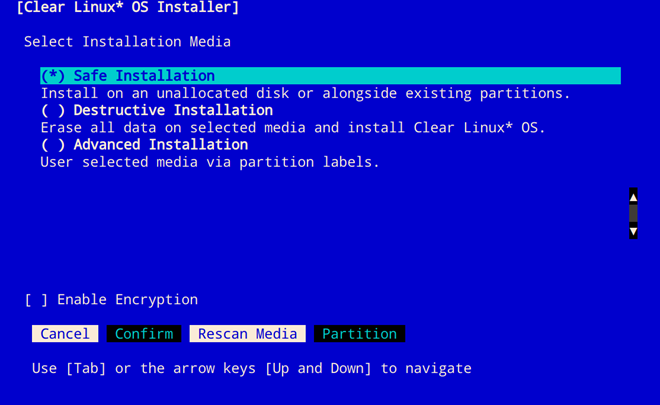 [Clear Linux* OS Installer]
Select Installation Media
(*) Safe Installation
Install on an unallocated disk or alongside existing partitions.
( ) Destructive Installation
Erase all data on selected media and install Clear Linux* OS.
( ) Advanced Installation
User selected media via partition labels.
[ ] Enable Encryption
Cancel Confirm Rescan Media Partition
Use [Tab] or the arrow keys [Up and Down] to navigate